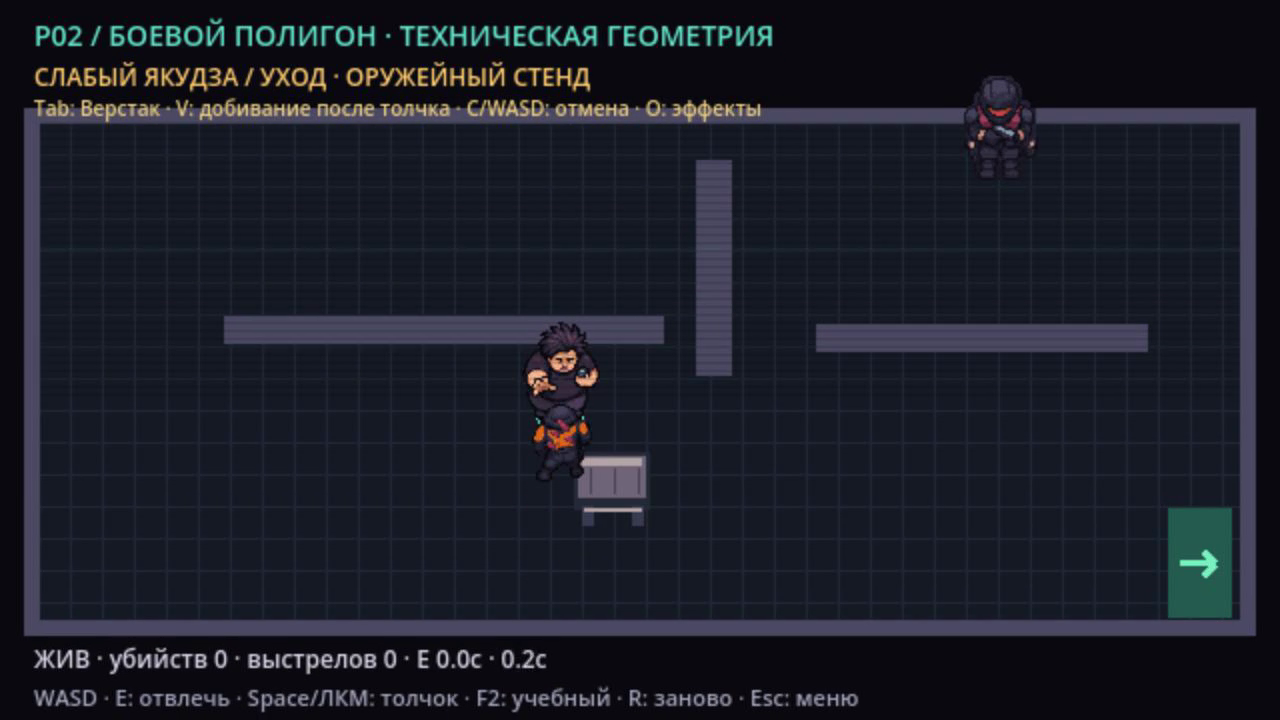 P02 / БОЕВОЙ ПОЛИГОН · ТЕХНИЧЕСКАЯ ГЕОМЕТРИЯ
СЛАБЫЙ ЯКУДЗА / УХОД · ОРУЖЕЙНЫЙ СТЕНД
Tab: Верстак · V: добивание после толчка · C/WASD: отмена · O: эффекты
→
ЖИВ · убийств 0 · выстрелов 0 · E 0.0с · 0.2с
WASD · E: отвлечь · Space/ЛКМ: толчок · F2: учебный · R: заново · Esc: меню